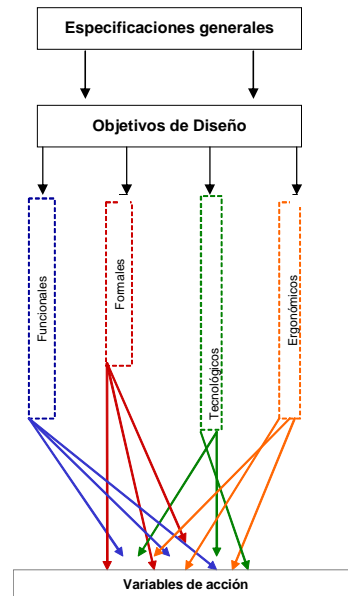 Especificaciones generales
Objetivos de Diseño
Funcionales
Formales
Tecnológicos
Ergonómicos
Variables de acción